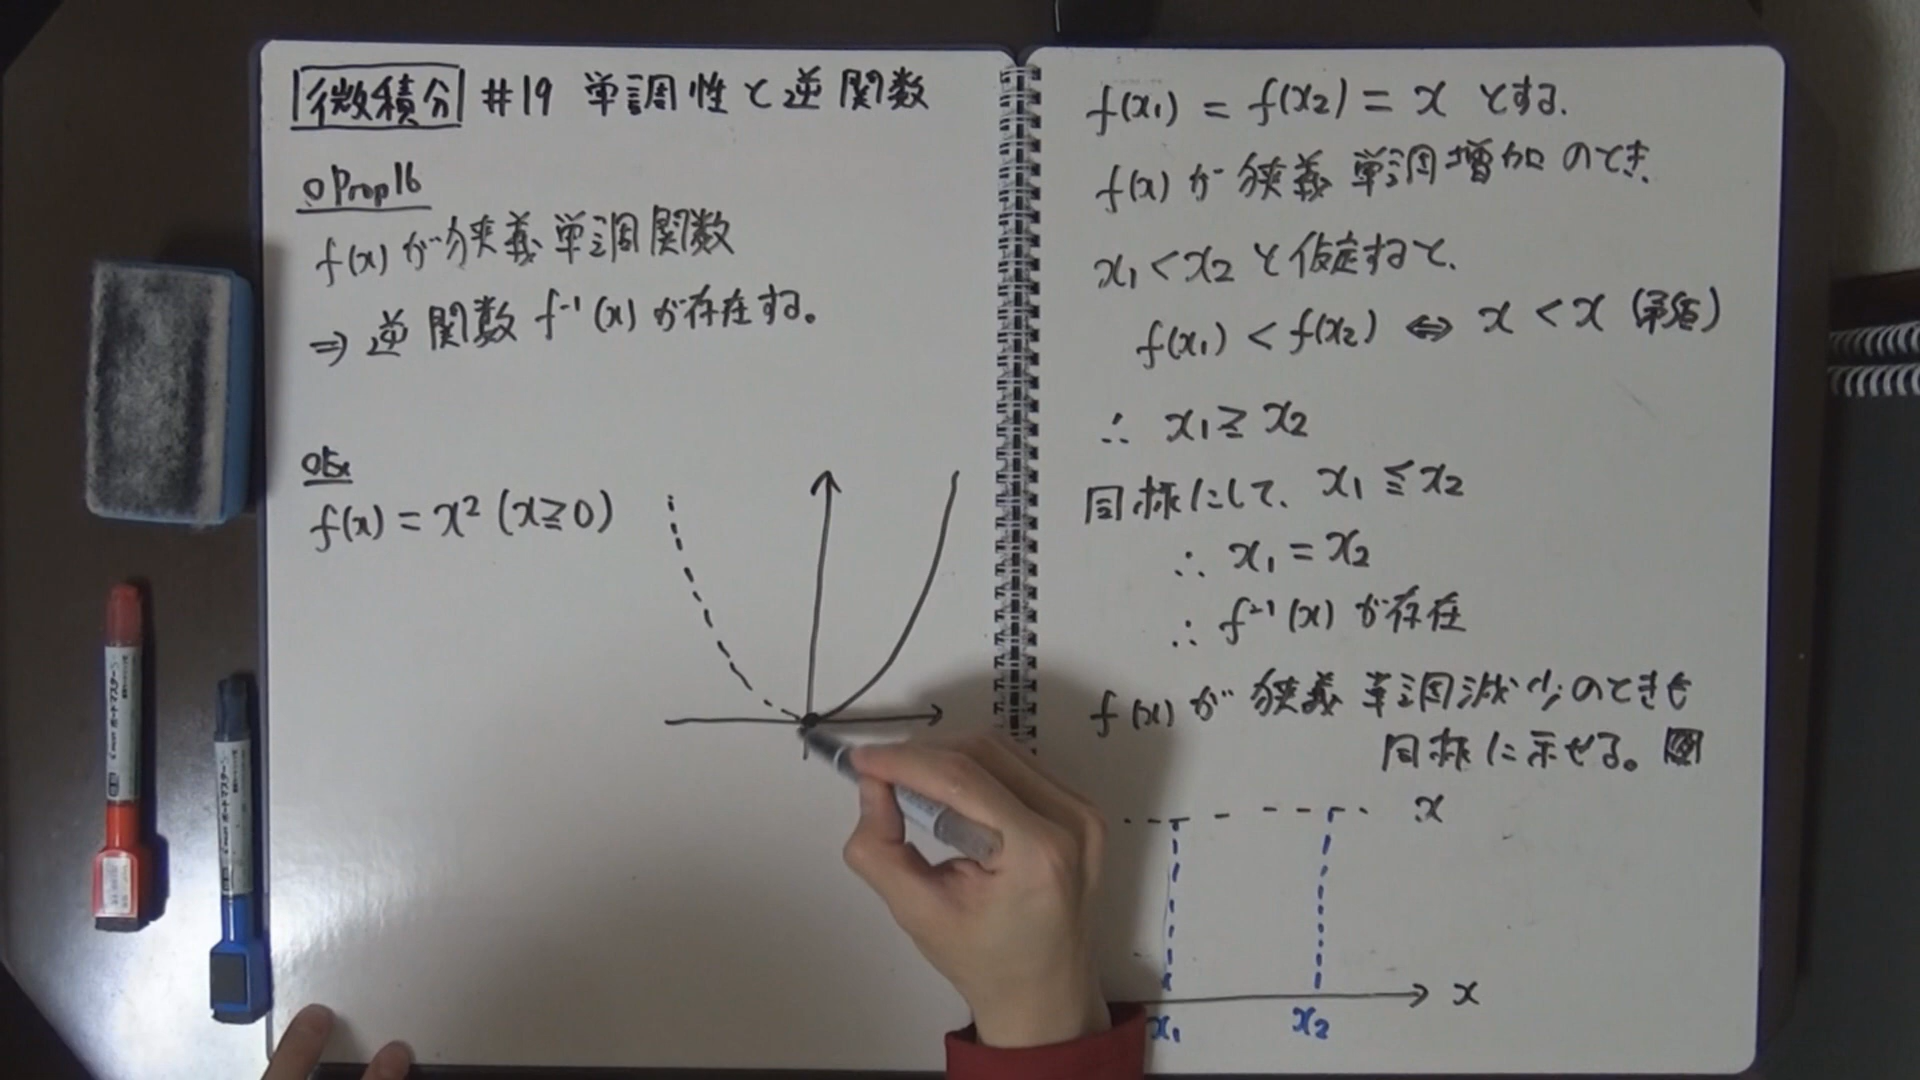 微積分 #19 単調性と逆関数
○Prop16
f(x)が狭義単調関数
⇒ 逆関数 f⁻¹(x)が存在する。
○Ex
f(x) = x² (x≧0)
f(x₁) = f(x₂) = x とする.
f(x)が狭義単調増加のとき、
x₁<x₂と仮定すると、
f(x₁) < f(x₂) ⇔ x < x (矛盾)
∴ x₁≧x₂
同様にして、x₁≦x₂
∴ x₁=x₂
∴ f⁻¹(x)が存在
f(x)が狭義単調減少のときも
同様に示せる。
x
x
x₁ x₂